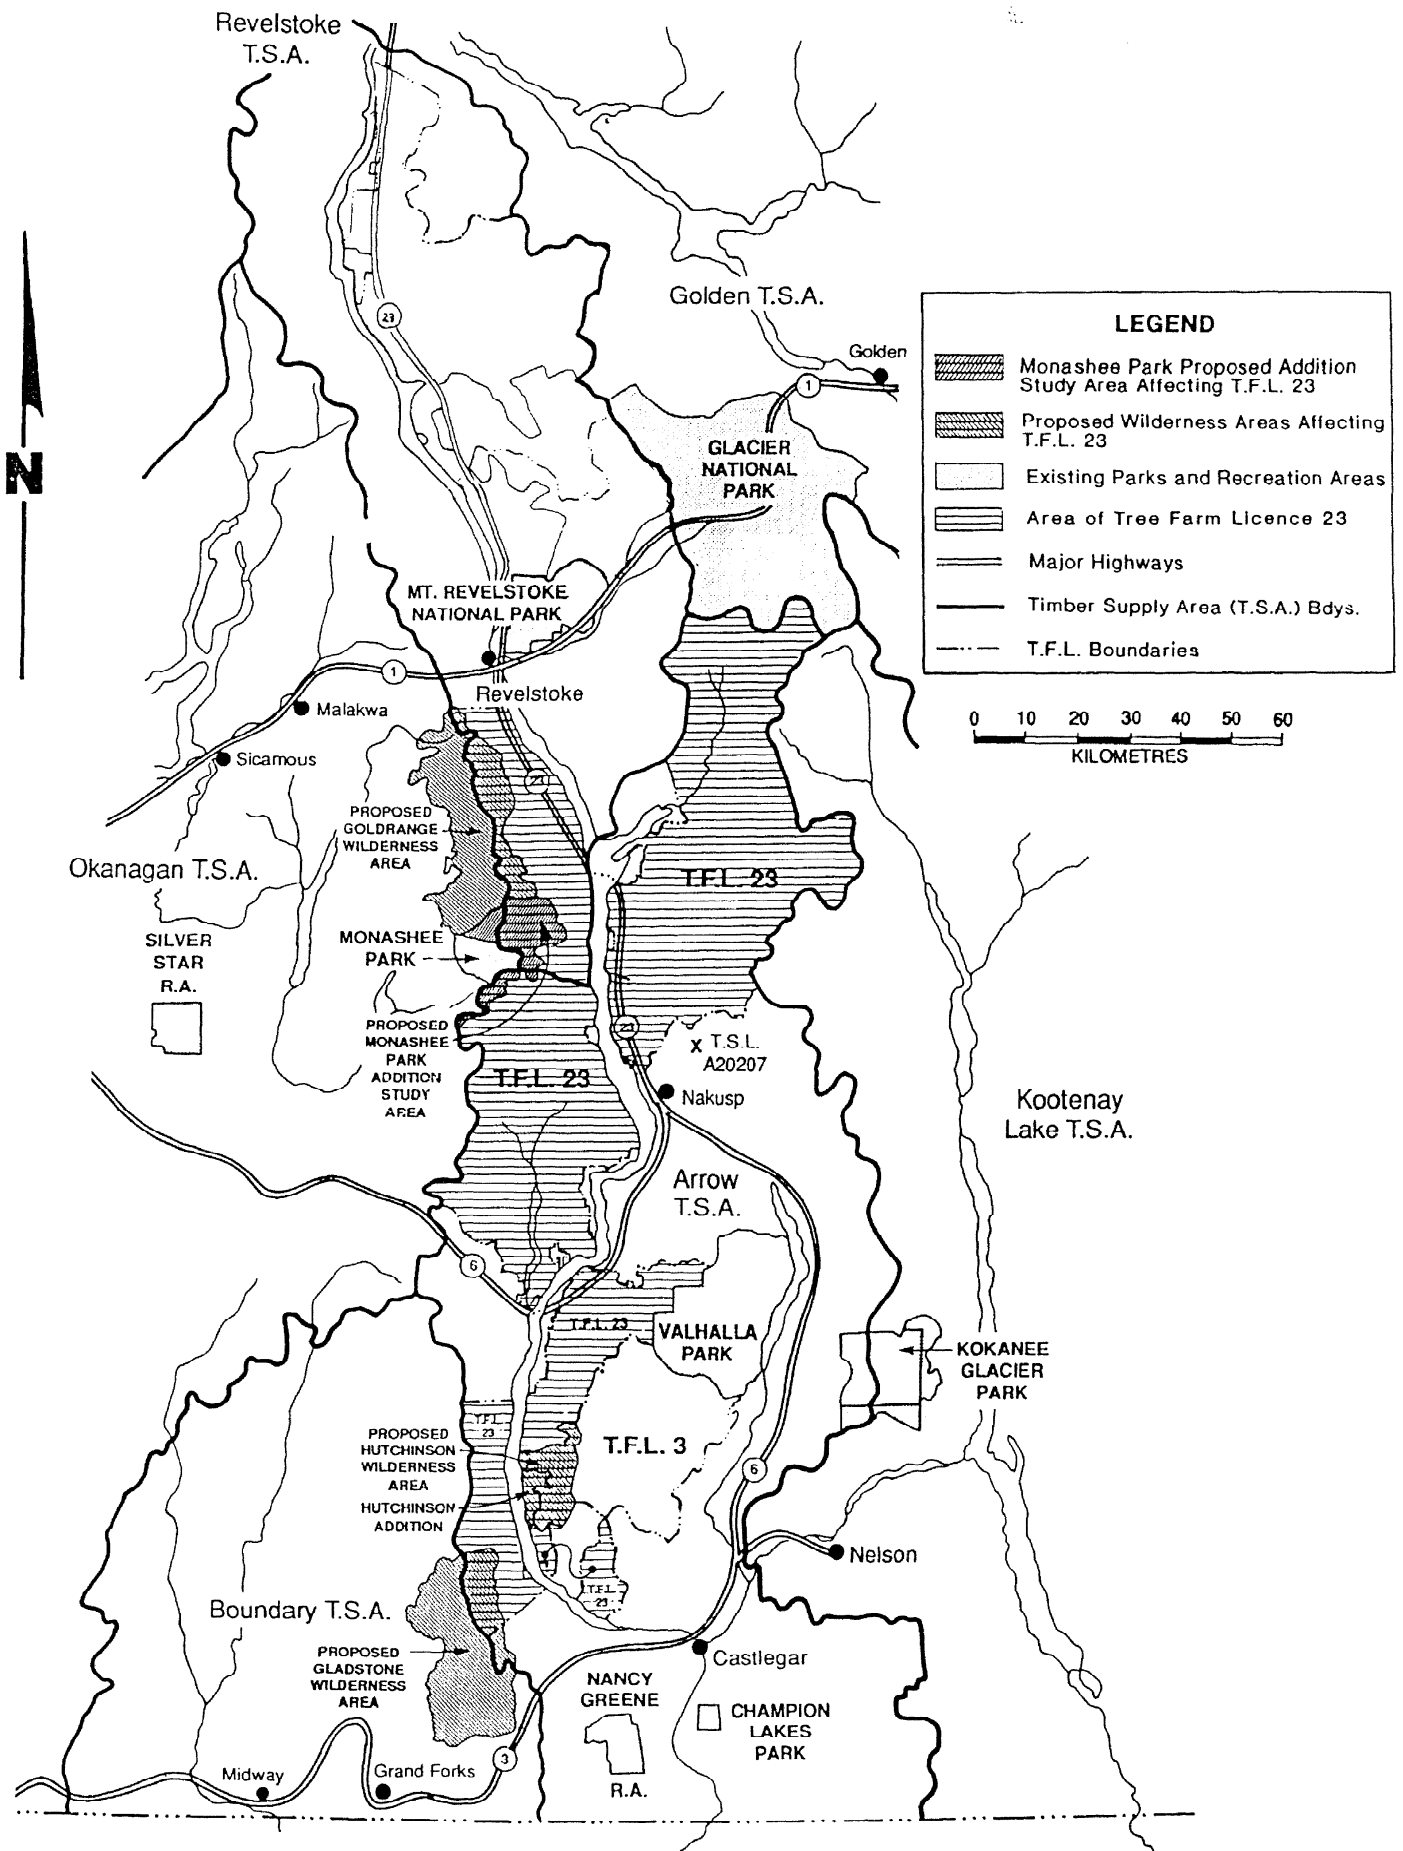 Revelstoke
T.S.A.
23
Golden T.S.A.
Golden
1
GLACIER
NATIONAL
PARK
LEGEND
Monashee Park Proposed Addition
Study Area Affecting T.F.L. 23
Proposed Wilderness Areas Affecting
T.F.L. 23
Existing Parks and Recreation Areas
Area of Tree Farm Licence 23
Major Highways
Timber Supply Area (T.S.A.) Bdys.
T.F.L. Boundaries
0 10 20 30 40 50 60
KILOMETRES
N
MT. REVELSTOKE
NATIONAL PARK
1
Revelstoke
Malakwa
Sicamous
23
PROPOSED
GOLDRANGE
WILDERNESS
AREA
Okanagan T.S.A.
T.F.L. 23
SILVER
STAR
R.A.
MONASHEE
PARK
PROPOSED
MONASHEE
PARK
ADDITION
STUDY
AREA
23
X T.S.L.
A20207
T.F.L. 23
Nakusp
Kootenay
Lake T.S.A.
Arrow
T.S.A.
6
T.F.L. 23
VALHALLA
PARK
KOKANEE
GLACIER
PARK
T.F.L.
23
PROPOSED
HUTCHINSON
WILDERNESS
AREA
T.F.L. 3
6
HUTCHINSON
ADDITION
Nelson
T.F.L.
23
Boundary T.S.A.
PROPOSED
GLADSTONE
WILDERNESS
AREA
Castlegar
NANCY
GREENE
R.A.
CHAMPION
LAKES
PARK
3
Midway
Grand Forks